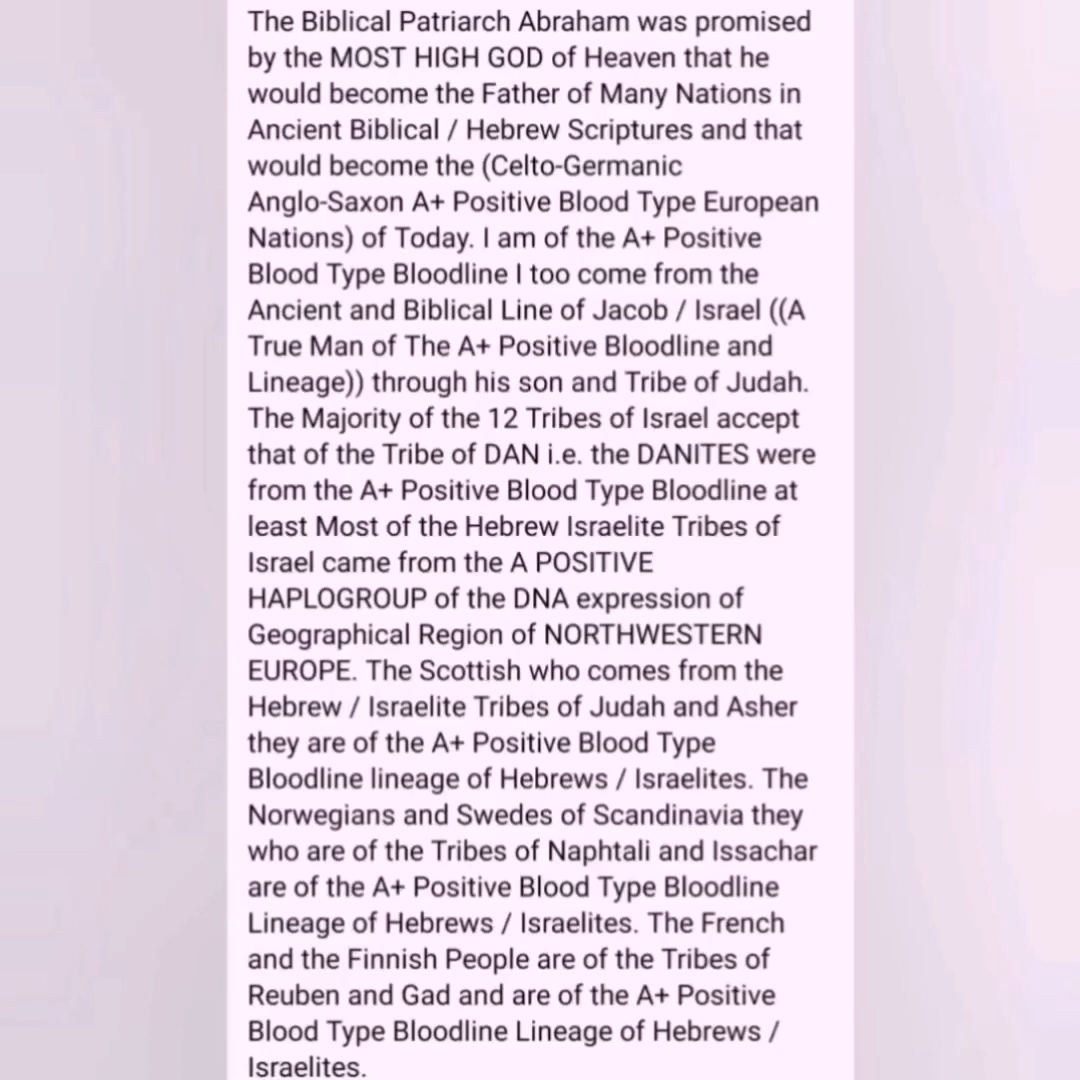 The Biblical Patriarch Abraham was promised
by the MOST HIGH GOD of Heaven that he
would become the Father of Many Nations in
Ancient Biblical / Hebrew Scriptures and that
would become the (Celto-Germanic
Anglo-Saxon A+ Positive Blood Type European
Nations) of Today. I am of the A+ Positive
Blood Type Bloodline I too come from the
Ancient and Biblical Line of Jacob / Israel ((A
True Man of The A+ Positive Bloodline and
Lineage)) through his son and Tribe of Judah.
The Majority of the 12 Tribes of Israel accept
that of the Tribe of DAN i.e. the DANITES were
from the A+ Positive Blood Type Bloodline at
least Most of the Hebrew Israelite Tribes of
Israel came from the A POSITIVE
HAPLOGROUP of the DNA expression of
Geographical Region of NORTHWESTERN
EUROPE. The Scottish who comes from the
Hebrew / Israelite Tribes of Judah and Asher
they are of the A+ Positive Blood Type
Bloodline lineage of Hebrews / Israelites. The
Norwegians and Swedes of Scandinavia they
who are of the Tribes of Naphtali and Issachar
are of the A+ Positive Blood Type Bloodline
Lineage of Hebrews / Israelites. The French
and the Finnish People are of the Tribes of
Reuben and Gad and are of the A+ Positive
Blood Type Bloodline Lineage of Hebrews /
Israelites.